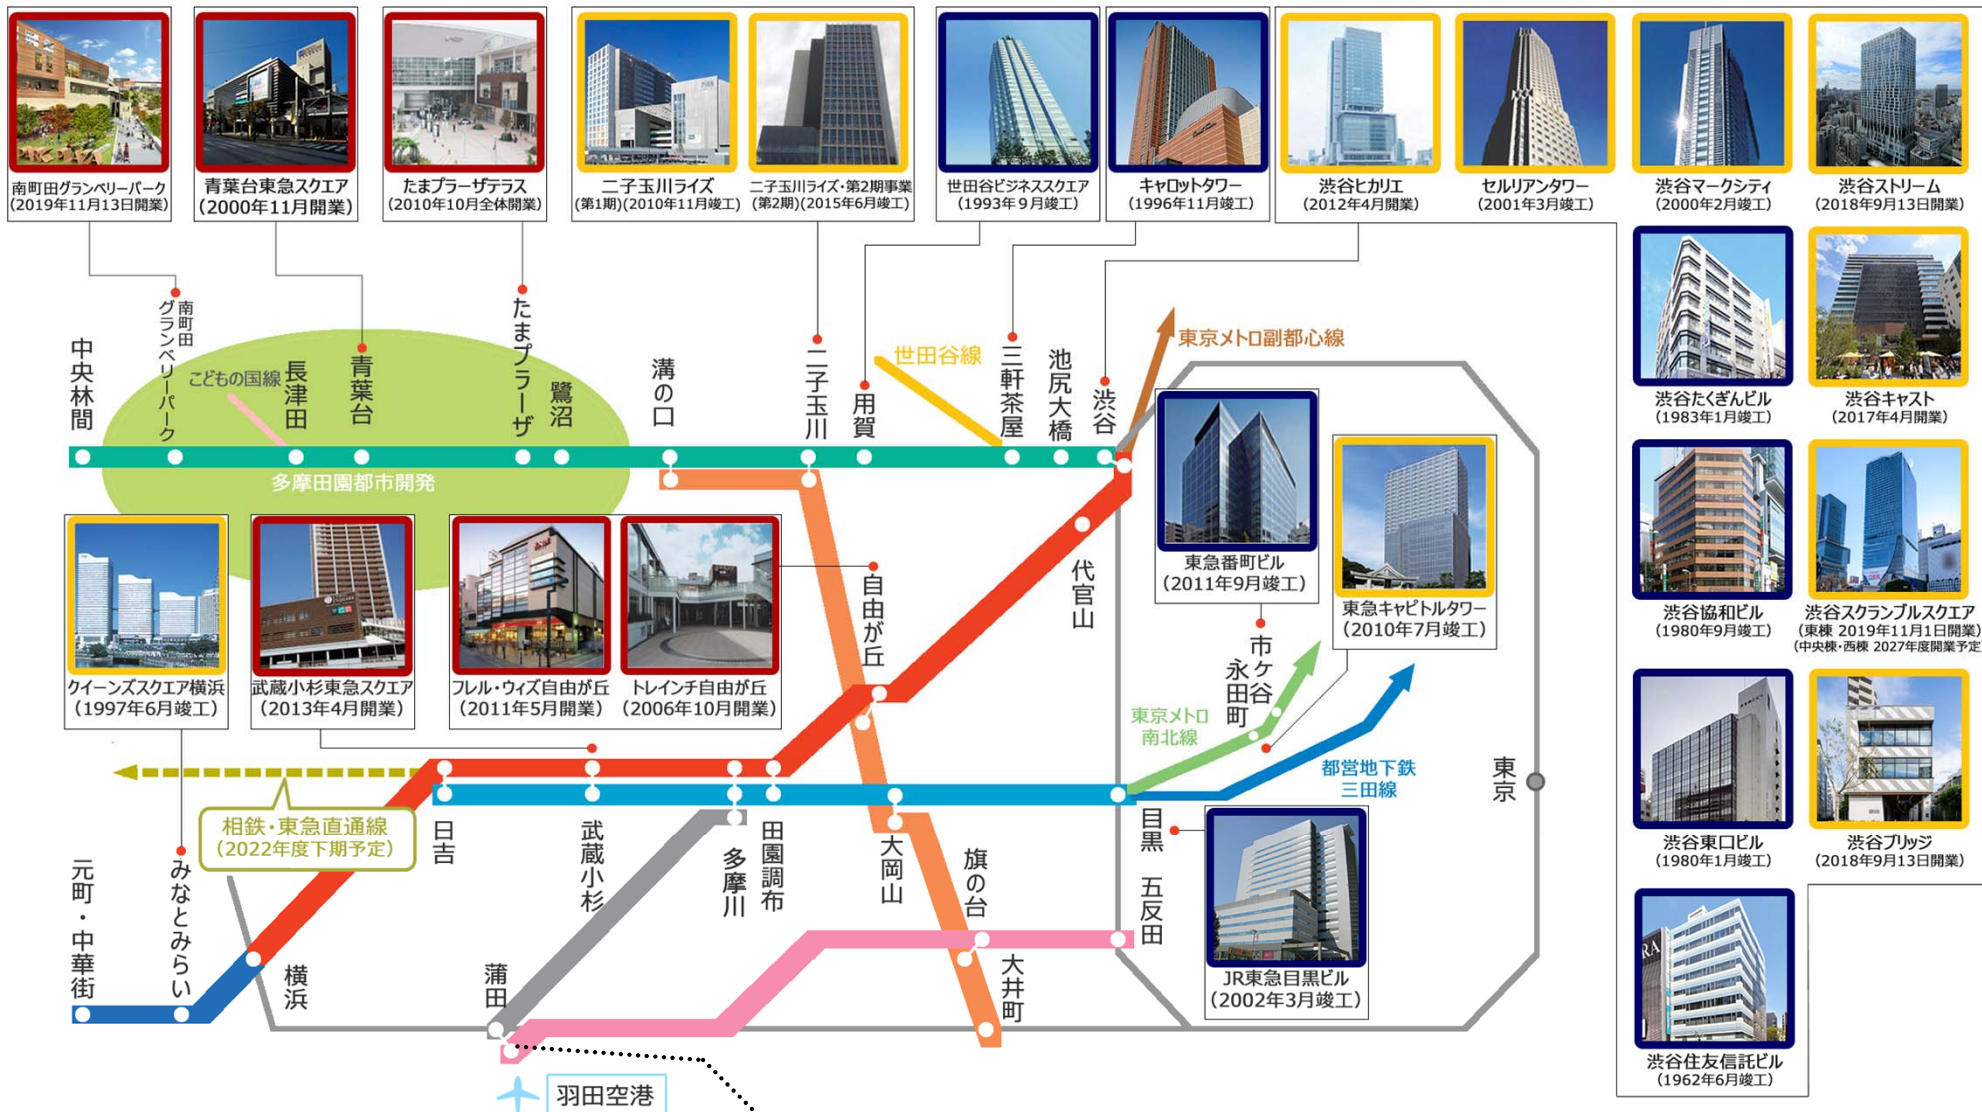 南町田グランベリーパーク
(2019年11月13日開業)
青葉台東急スクエア
(2000年11月開業)
たまプラーザテラス
(2010年10月全体開業)
二子玉川ライズ
(第1期)(2010年11月竣工)
二子玉川ライズ・第2期事業
(第2期)(2015年6月竣工)
世田谷ビジネススクエア
(1993年9月竣工)
キャロットタワー
(1996年11月竣工)
渋谷ヒカリエ
(2012年4月開業)
セルリアンタワー
(2001年3月竣工)
渋谷マークシティ
(2000年2月竣工)
渋谷ストリーム
(2018年9月13日開業)
渋谷たくぎんビル
(1983年1月竣工)
渋谷キャスト
(2017年4月開業)
渋谷協和ビル
(1980年9月竣工)
渋谷スクランブルスクエア
(東棟 2019年11月1日開業)
(中央棟・西棟 2027年度開業予定)
渋谷東口ビル
(1980年1月竣工)
渋谷ブリッジ
(2018年9月13日開業)
渋谷住友信託ビル
(1962年6月竣工)
中央林間
南町田
グランベリーパーク
こどもの国線
長津田
青葉台
たまプラーザ
鷺沼
溝の口
二子玉川
用賀
世田谷線
三軒茶屋
池尻大橋
渋谷
東京メトロ副都心線
多摩田園都市開発
クイーンズスクエア横浜
(1997年6月竣工)
武蔵小杉東急スクエア
(2013年4月開業)
フレル・ウィズ自由が丘
(2011年5月開業)
トレインチ自由が丘
(2006年10月開業)
自由が丘
代官山
東急番町ビル
(2011年9月竣工)
東急キャピトルタワー
(2010年7月竣工)
市ヶ谷
永田町
東京メトロ
南北線
都営地下鉄
三田線
東京
相鉄・東急直通線
(2022年度下期予定)
元町・中華街
みなとみらい
横浜
日吉
武蔵小杉
多摩川
田園調布
大岡山
旗の台
目黒
五反田
大井町
蒲田
JR東急目黒ビル
(2002年3月竣工)
羽田空港